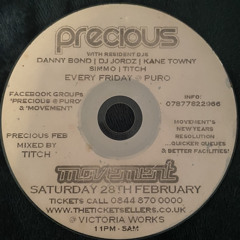 precious
WITH RESIDENT DJS
DANNY BOND | DJ JORDZ | KANE TOWNY
SIMMO | TITCH
EVERY FRIDAY @ PURO
FACEBOOK GROUPS:
'PRECIOUS @ PURO'
& 'MOVEMENT'
INFO:
07877822966
PRECIOUS FEB
MIXED BY
TITCH
MOVEMENT'S
NEW YEARS
RESOLUTION
...QUICKER QUEUES
& BETTER FACILITIES!
movement
SATURDAY 28TH FEBRUARY
TICKETS CALL 0844 870 0000
WWW.THETICKETSELLERS.CO.UK
@ VICTORIA WORKS
11PM - 5AM